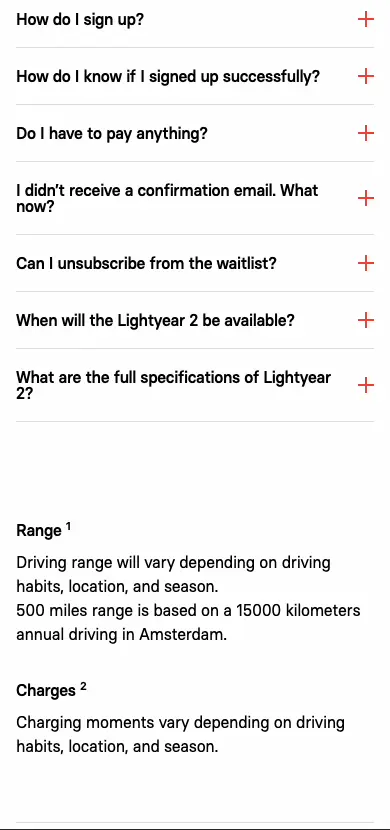 How do I sign up?
How do I know if I signed up successfully?
Do I have to pay anything?
I didn’t receive a confirmation email. What
now?
Can I unsubscribe from the waitlist?
When will the Lightyear 2 be available?
What are the full specifications of Lightyear
2?
Range ¹
Driving range will vary depending on driving
habits, location, and season.
500 miles range is based on a 15000 kilometers
annual driving in Amsterdam.
Charges ²
Charging moments vary depending on driving
habits, location, and season.